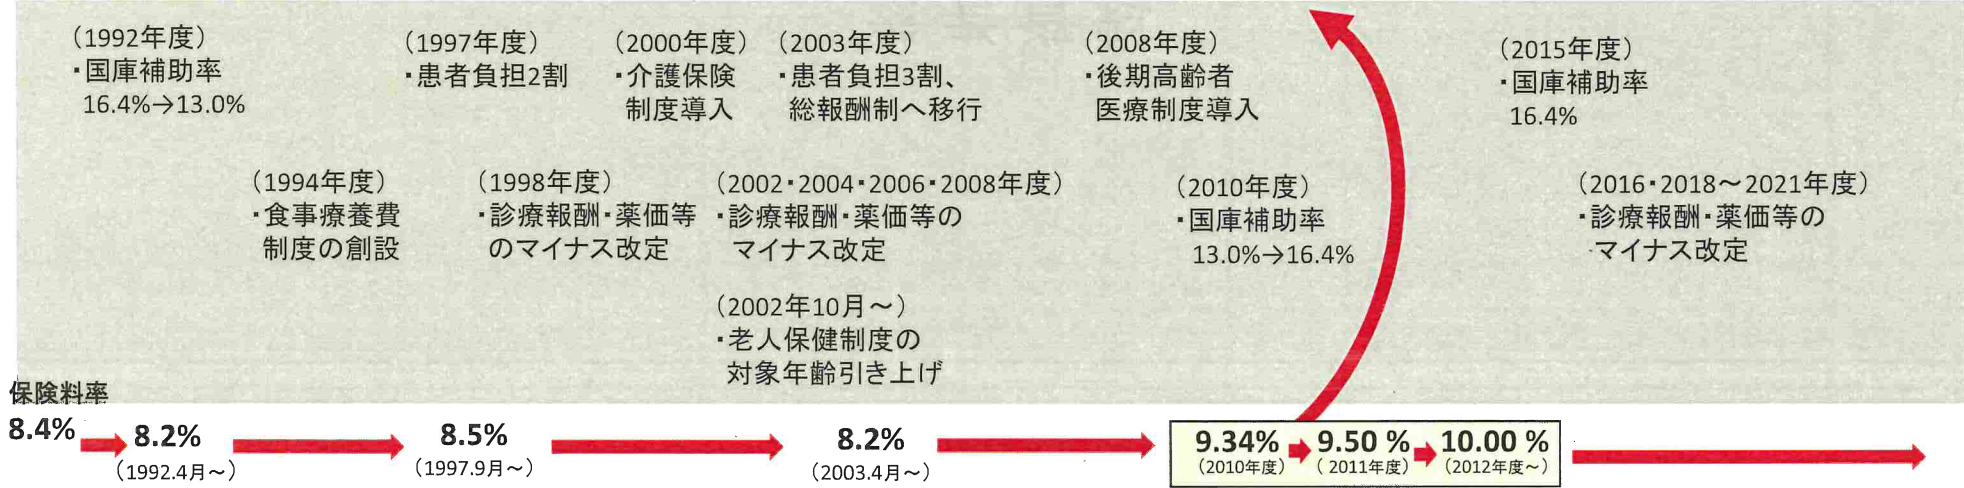 (1992年度)
・国庫補助率
16.4%→13.0%
(1994年度)
・食事療養費
制度の創設
(1997年度)
・患者負担2割
(1998年度)
・診療報酬・薬価等
のマイナス改定
(2000年度)
・介護保険
制度導入
(2003年度)
・患者負担3割、
総報酬制へ移行
(2002・2004・2006・2008年度)
・診療報酬・薬価等の
マイナス改定
(2002年10月～)
・老人保健制度の
対象年齢引き上げ
(2008年度)
・後期高齢者
医療制度導入
(2010年度)
・国庫補助率
13.0%→16.4%
(2015年度)
・国庫補助率
16.4%
(2016・2018～2021年度)
・診療報酬・薬価等の
マイナス改定
保険料率
8.4%
8.2%
(1992.4月～)
8.5%
(1997.9月～)
8.2%
(2003.4月～)
9.34%
(2010年度)
9.50 %
(2011年度)
10.00 %
(2012年度～)